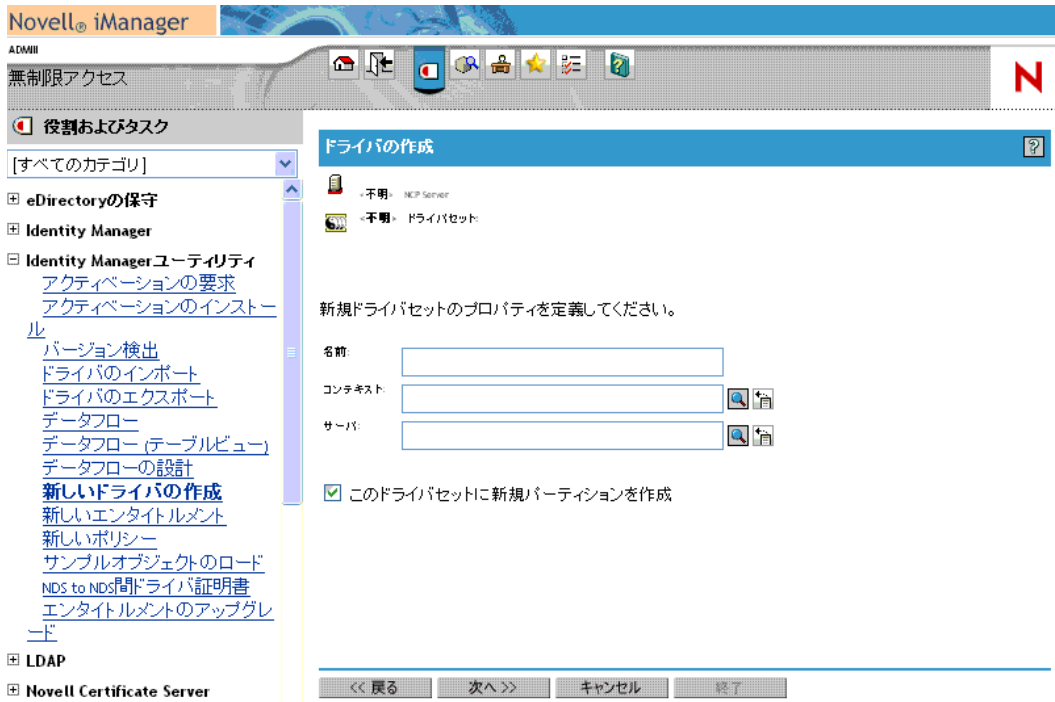 Novell® iManager
ADMIII
無制限アクセス
N
役割およびタスク
[すべてのカテゴリ]
eDirectoryの保守
Identity Manager
Identity Managerユーティリティ
アクティベーションの要求
アクティベーションのインストー
ル
バージョン検出
ドライバのインポート
ドライバのエクスポート
データフロー
データフロー (テーブルビュー)
データフローの設計
新しいドライバの作成
新しいエンタイトルメント
新しいポリシー
サンプルオブジェクトのロード
NDS to NDS間ドライバ証明書
エンタイトルメントのアップグレ
ード
LDAP
Novell Certificate Server
ドライバの作成
?
<不明> NCP Server
<不明> ドライバセット:
新規ドライバセットのプロパティを定義してください。
名前:
コンテキスト:
サーバ:
このドライバセットに新規パーティションを作成
<< 戻る
次へ >>
キャンセル
終了